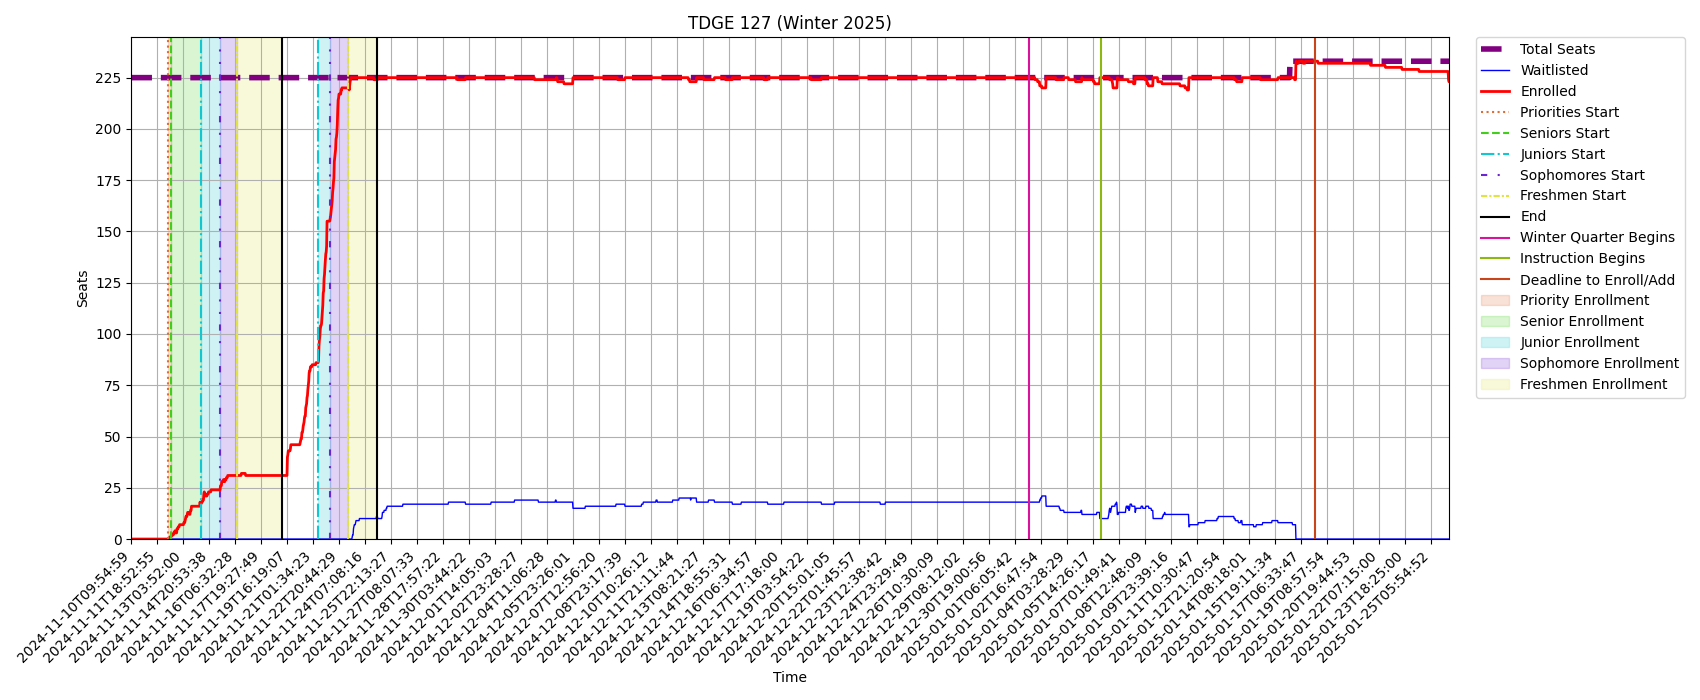 TDGE 127 (Winter 2025)
Seats
225
200
175
150
125
100
75
50
25
0
2024-11-10T09:54:59
2024-11-11T18:52:55
2024-11-13T03:52:00
2024-11-14T20:53:38
2024-11-16T06:32:28
2024-11-17T19:27:49
2024-11-19T16:19:07
2024-11-21T01:34:23
2024-11-22T20:44:29
2024-11-24T07:08:16
2024-11-25T22:13:27
2024-11-27T08:07:33
2024-11-28T17:57:22
2024-11-30T03:44:22
2024-12-01T14:05:03
2024-12-02T23:28:27
2024-12-04T11:06:28
2024-12-05T23:26:01
2024-12-07T12:56:20
2024-12-08T23:17:39
2024-12-10T10:26:12
2024-12-11T21:11:44
2024-12-13T08:21:27
2024-12-14T18:55:31
2024-12-16T06:34:57
2024-12-17T17:18:00
2024-12-19T03:54:22
2024-12-20T15:01:05
2024-12-22T01:45:57
2024-12-23T12:38:42
2024-12-24T23:29:49
2024-12-26T10:30:09
2024-12-29T08:12:02
2024-12-30T19:00:56
2025-01-01T06:05:42
2025-01-02T16:47:54
2025-01-04T03:28:29
2025-01-05T14:26:17
2025-01-07T01:49:41
2025-01-08T12:48:09
2025-01-09T23:39:16
2025-01-11T10:30:47
2025-01-12T21:20:54
2025-01-14T08:18:01
2025-01-15T19:11:34
2025-01-17T06:33:47
2025-01-19T08:57:54
2025-01-20T19:44:53
2025-01-22T07:15:00
2025-01-23T18:25:00
2025-01-25T05:54:52
Time
Total Seats
Waitlisted
Enrolled
Priorities Start
Seniors Start
Juniors Start
Sophomores Start
Freshmen Start
End
Winter Quarter Begins
Instruction Begins
Deadline to Enroll/Add
Priority Enrollment
Senior Enrollment
Junior Enrollment
Sophomore Enrollment
Freshmen Enrollment